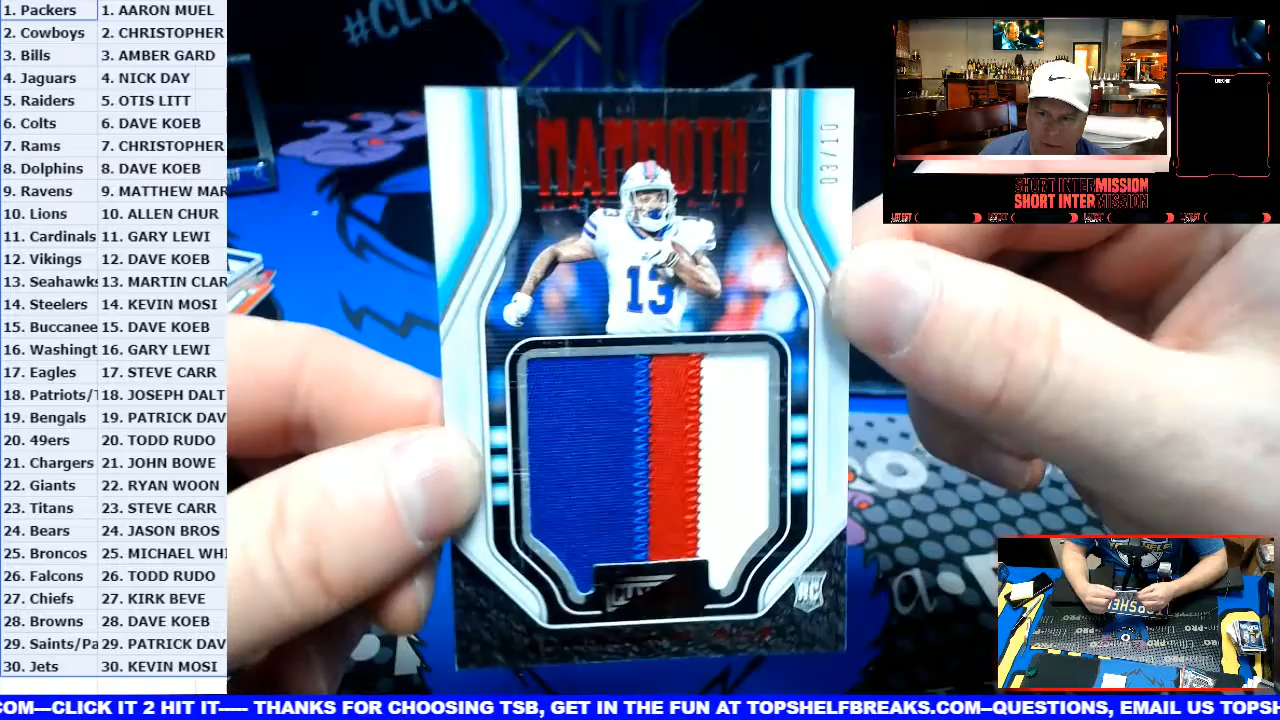 1. Packers 1. AARON MUEL
2. Cowboys 2. CHRISTOPHER
3. Bills 3. AMBER GARD
4. Jaguars 4. NICK DAY
5. Raiders 5. OTIS LITT
6. Colts 6. DAVE KOEB
7. Rams 7. CHRISTOPHER
8. Dolphins 8. DAVE KOEB
9. Ravens 9. MATTHEW MAR
10. Lions 10. ALLEN CHUR
11. Cardinals 11. GARY LEWI
12. Vikings 12. DAVE KOEB
13. Seahawks 13. MARTIN CLAR
14. Steelers 14. KEVIN MOSI
15. Buccanee 15. DAVE KOEB
16. Washingt 16. GARY LEWI
17. Eagles 17. STEVE CARR
18. Patriots/ 18. JOSEPH DALT
19. Bengals 19. PATRICK DAV
20. 49ers 20. TODD RUDO
21. Chargers 21. JOHN BOWE
22. Giants 22. RYAN WOON
23. Titans 23. STEVE CARR
24. Bears 24. JASON BROS
25. Broncos 25. MICHAEL WHI
26. Falcons 26. TODD RUDO
27. Chiefs 27. KIRK BEVE
28. Browns 28. DAVE KOEB
29. Saints/Pa 29. PATRICK DAV
30. Jets 30. KEVIN MOSI
#CLIC
MAMMOTH
03/10
13
13
RC
SHORT INTERMISSION
SHORT INTERMISSION
COM—CLICK IT 2 HIT IT---- THANKS FOR CHOOSING TSB, GET IN THE FUN AT TOPSHELFBREAKS.COM--QUESTIONS, EMAIL US TOPSH